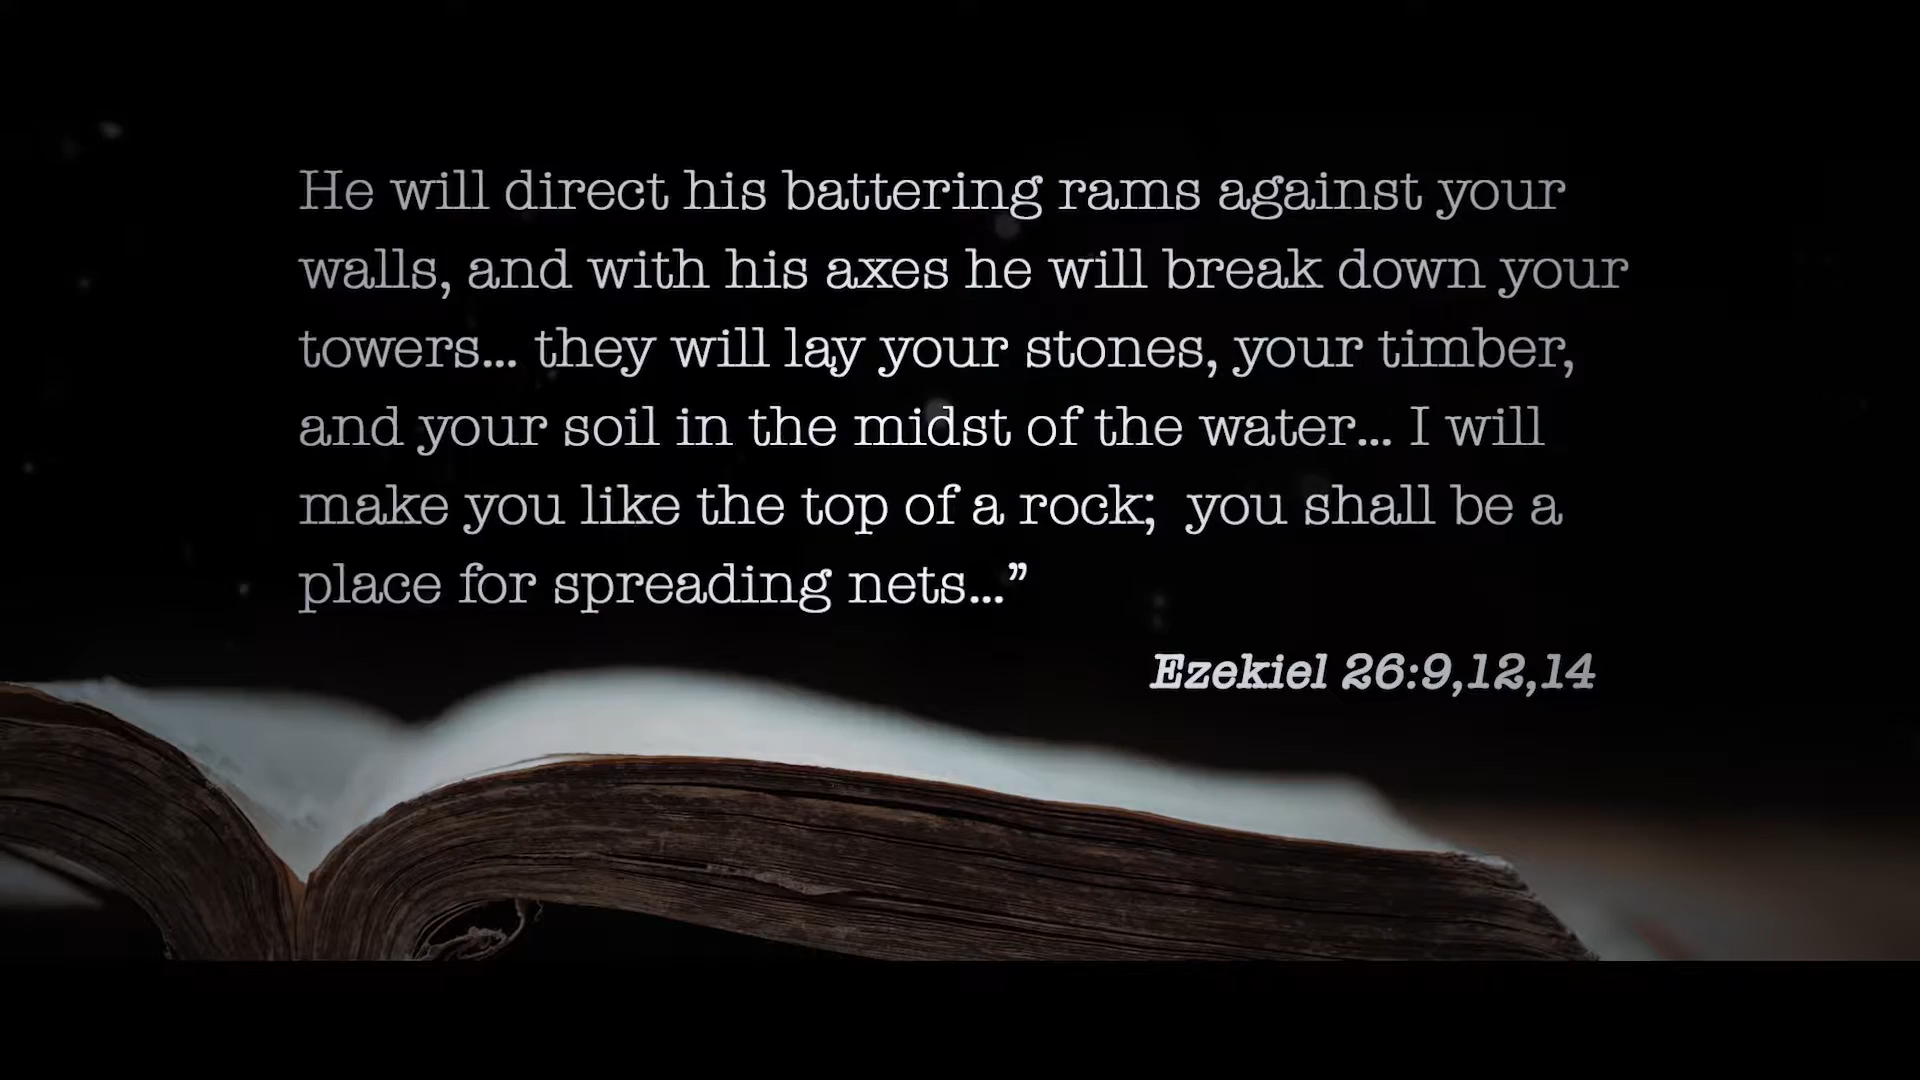 He will direct his battering rams against your
walls, and with his axes he will break down your
towers... they will lay your stones, your timber,
and your soil in the midst of the water... I will
make you like the top of a rock;  you shall be a
place for spreading nets...”
Ezekiel 26:9,12,14